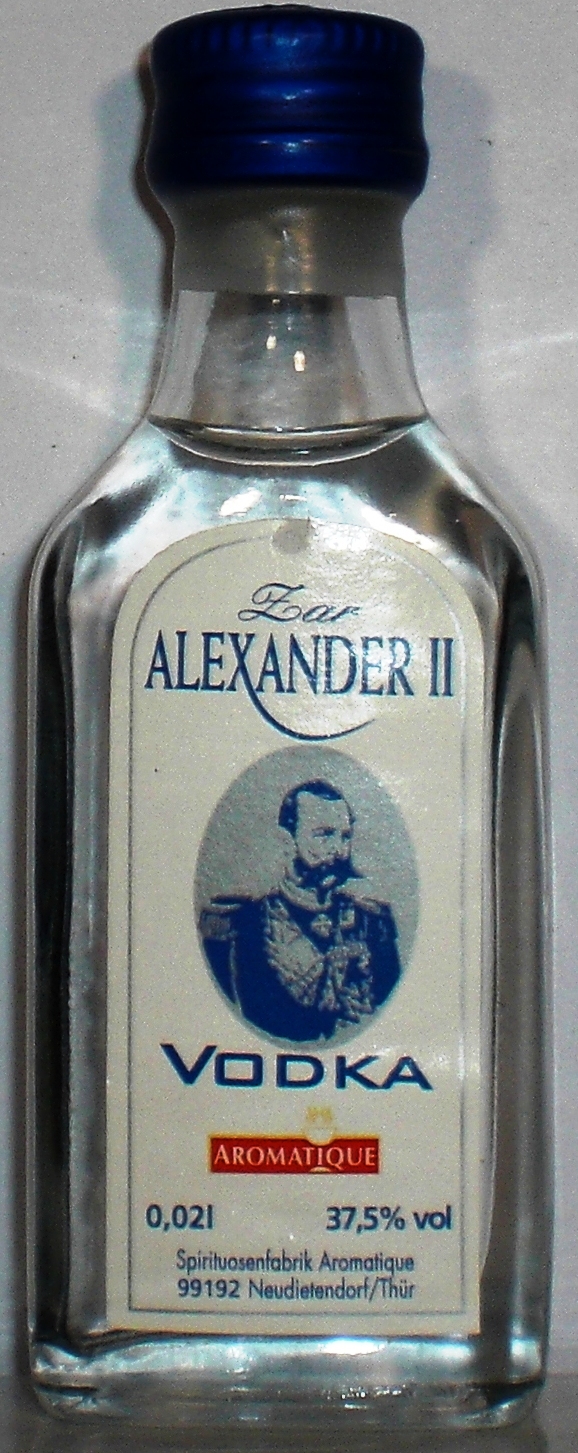 Zar
ALEXANDER II
VODKA
AROMATIQUE
0,02l 37,5% vol
Spirituosenfabrik Aromatique
99192 Neudietendorf/Thür